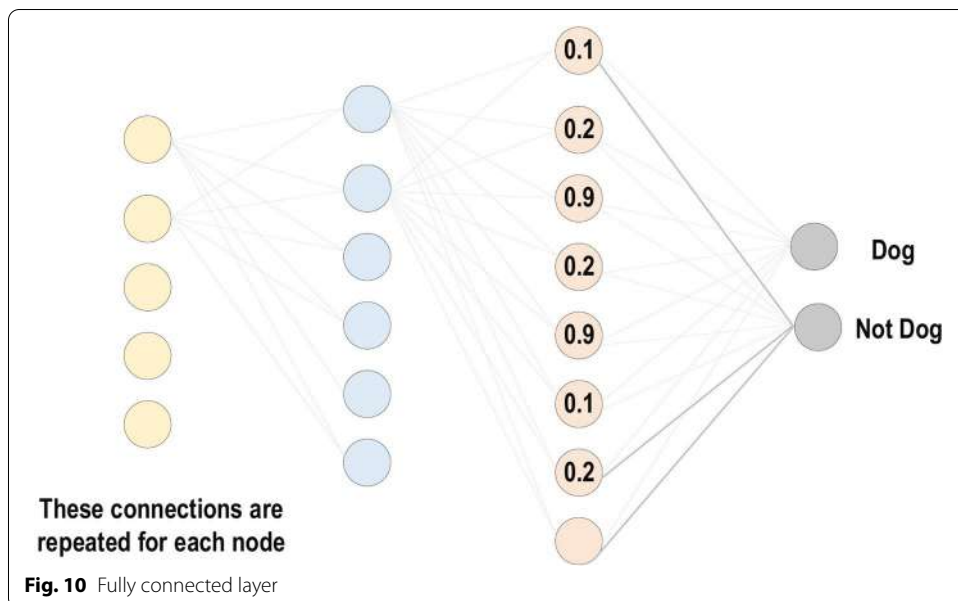 0.1
0.2
0.9
0.2
0.9
0.1
0.2
Dog
Not Dog
These connections are
repeated for each node
Fig. 10 Fully connected layer